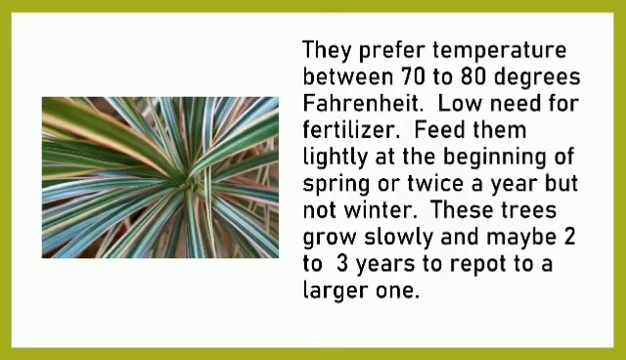 They prefer temperature
between 70 to 80 degrees
Fahrenheit.  Low need for
fertilizer.  Feed them
lightly at the beginning of
spring or twice a year but
not winter.  These trees
grow slowly and maybe 2
to  3 years to repot to a
larger one.